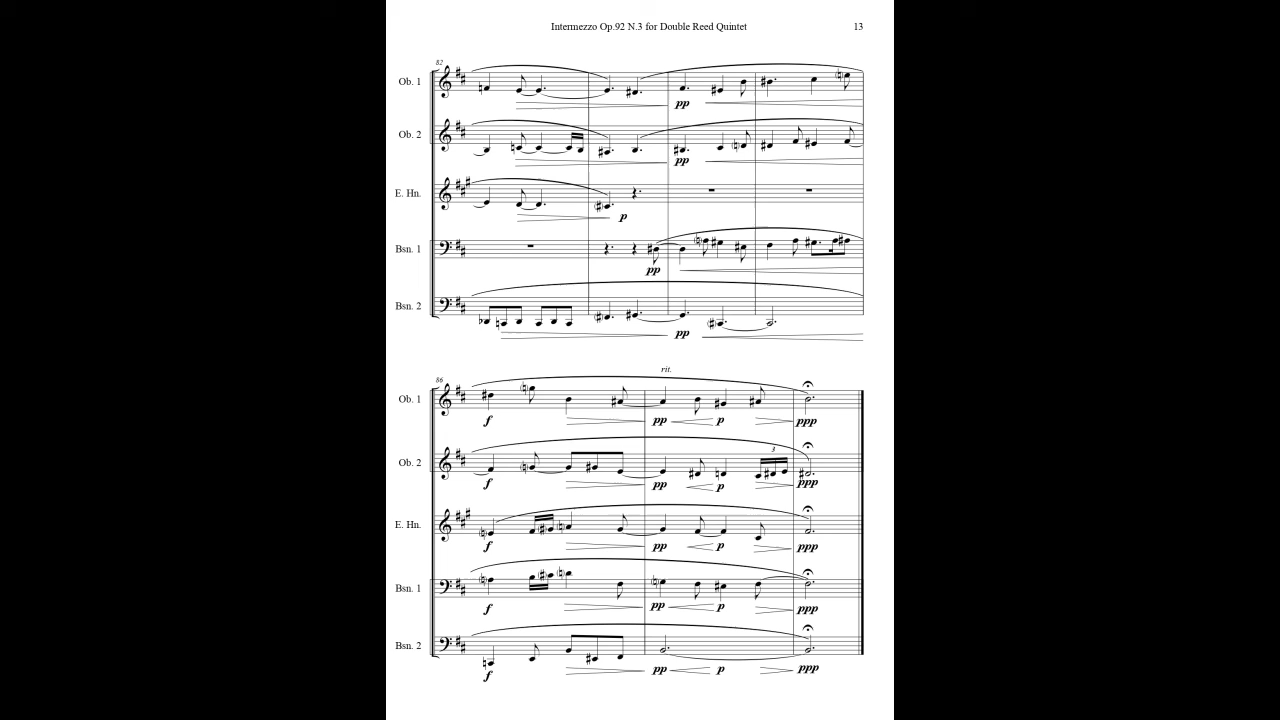 Intermezzo Op.92 N.3 for Double Reed Quintet 13
82
Ob. 1
pp
Ob. 2
pp
E. Hn.
p
Bsn. 1
pp
Bsn. 2
pp
86
rit.
Ob. 1
f pp p ppp
3
Ob. 2
f pp p ppp
E. Hn.
f pp p ppp
Bsn. 1
f pp p ppp
Bsn. 2
f pp p ppp